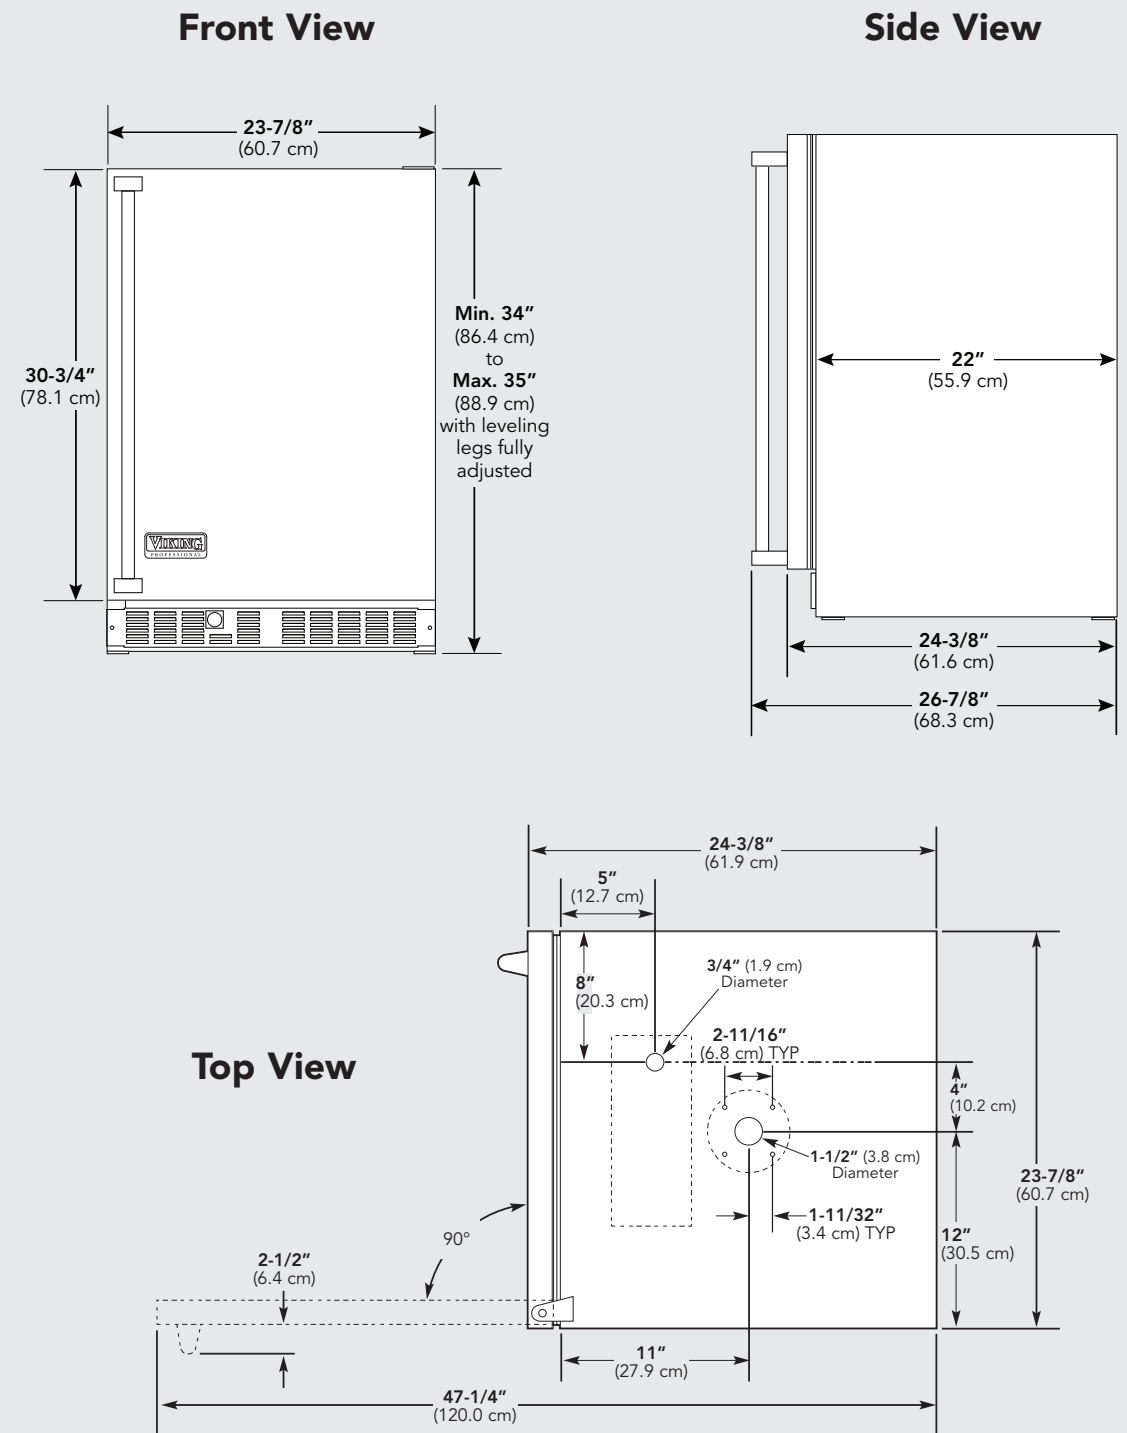 Front View
Side View
23-7/8"
(60.7 cm)
30-3/4"
(78.1 cm)
Min. 34"
(86.4 cm)
to
Max. 35"
(88.9 cm)
with leveling
legs fully
adjusted
VIKING
PROFESSIONAL
22"
(55.9 cm)
24-3/8"
(61.6 cm)
26-7/8"
(68.3 cm)
Top View
24-3/8"
(61.9 cm)
5"
(12.7 cm)
8"
(20.3 cm)
3/4" (1.9 cm)
Diameter
2-11/16"
(6.8 cm) TYP
4"
(10.2 cm)
1-1/2" (3.8 cm)
Diameter
23-7/8"
(60.7 cm)
1-11/32"
(3.4 cm) TYP
12"
(30.5 cm)
90°
2-1/2"
(6.4 cm)
11"
(27.9 cm)
47-1/4"
(120.0 cm)